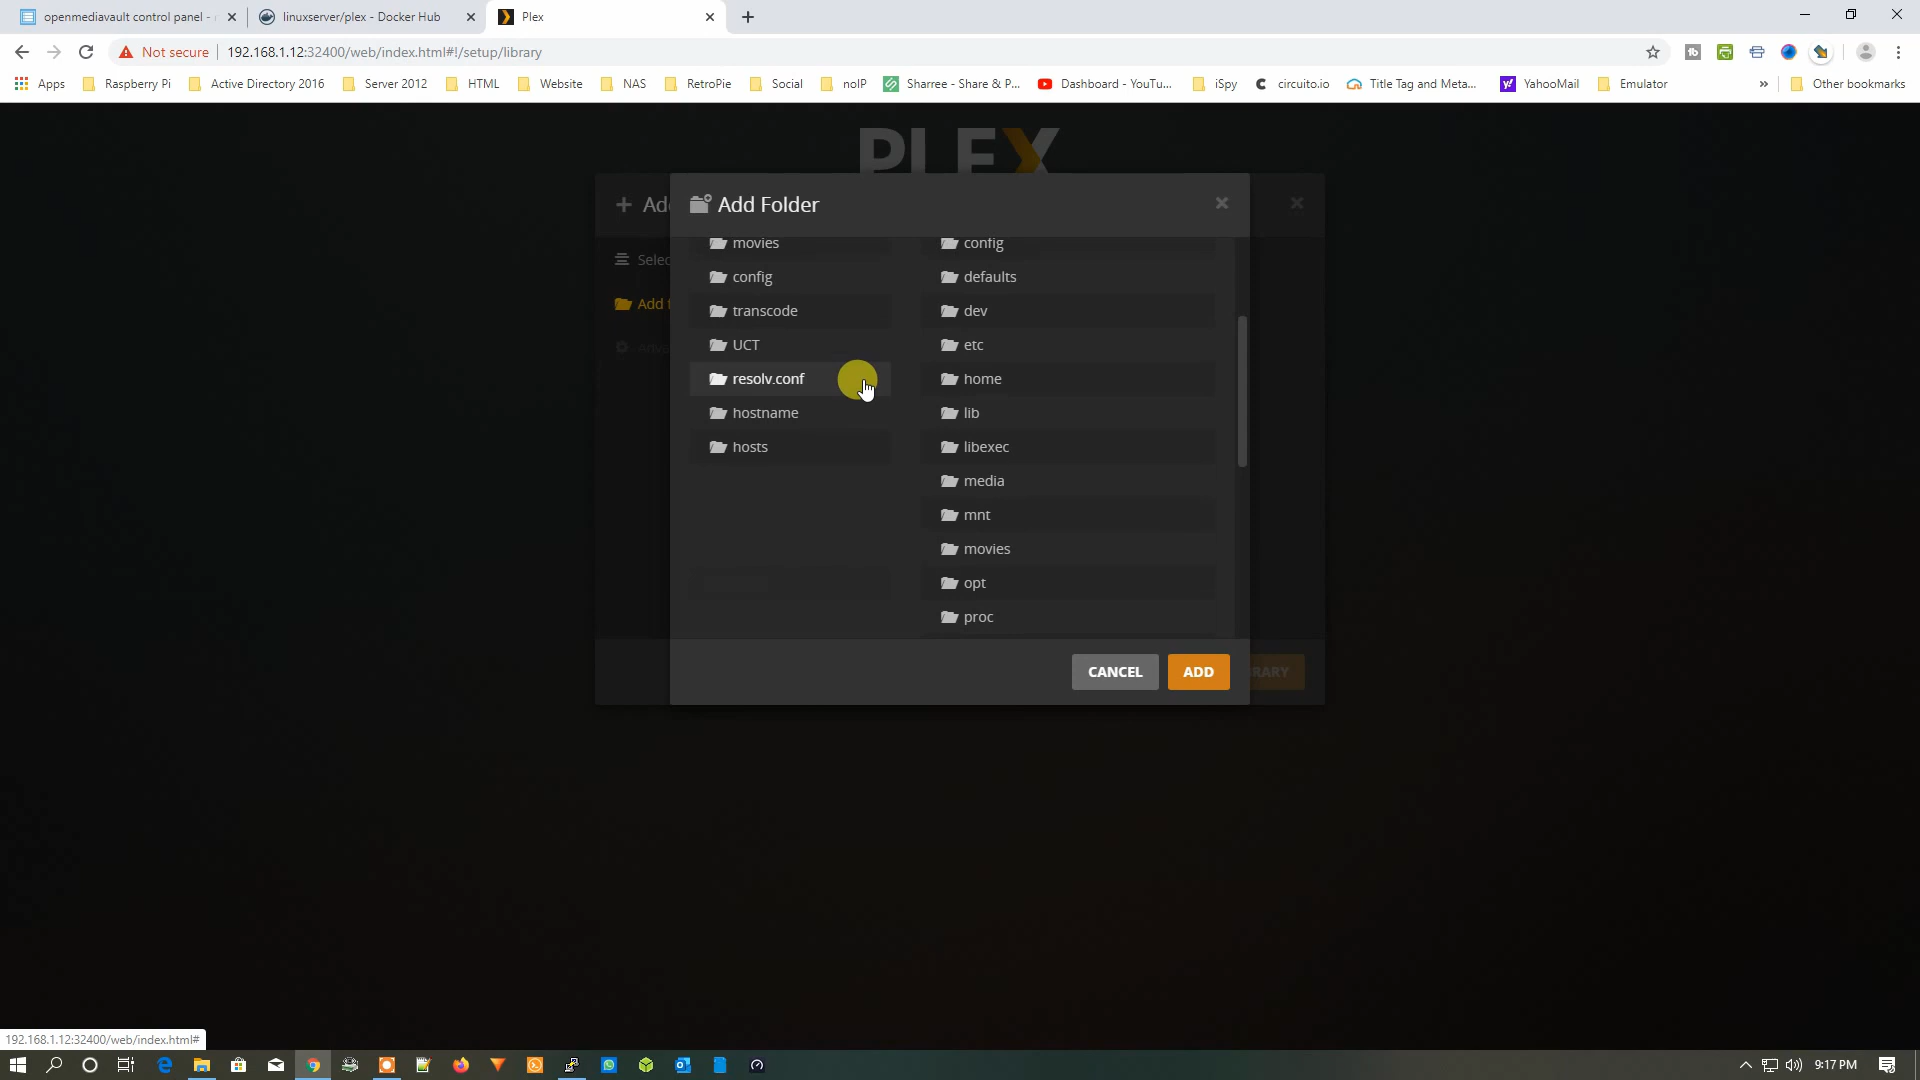 openmediavault control panel -
linuxserver/plex - Docker Hub
Plex
Not secure
192.168.1.12:32400/web/index.html#!/setup/library
Apps
Raspberry Pi
Active Directory 2016
Server 2012
HTML
Website
NAS
RetroPie
Social
noIP
Sharree - Share & P...
Dashboard - YouTu...
iSpy
circuito.io
Title Tag and Meta...
YahooMail
Emulator
»
Other bookmarks
PLEX
Add Folder
movies
config
transcode
UCT
resolv.conf
hostname
hosts
config
defaults
dev
etc
home
lib
libexec
media
mnt
movies
opt
proc
CANCEL
ADD
192.168.1.12:32400/web/index.html#
9:17 PM